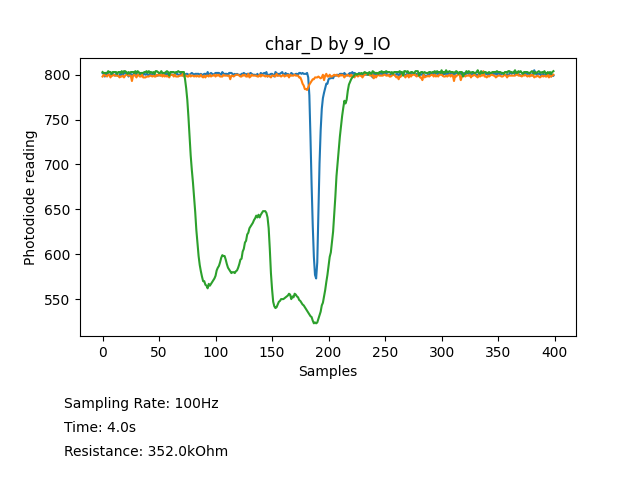 char_D by 9_IO
Photodiode reading
800
750
700
650
600
550
0 50 100 150 200 250 300 350 400
Samples
Sampling Rate: 100Hz
Time: 4.0s
Resistance: 352.0kOhm